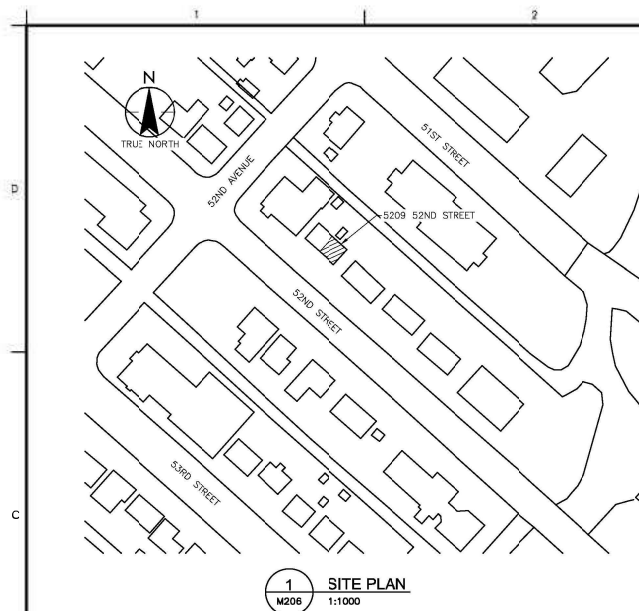 1
2
N
TRUE NORTH
51ST STREET
52ND AVENUE
D
5209 52ND STREET
52ND STREET
53RD STREET
C
1
M206
SITE PLAN
1:1000